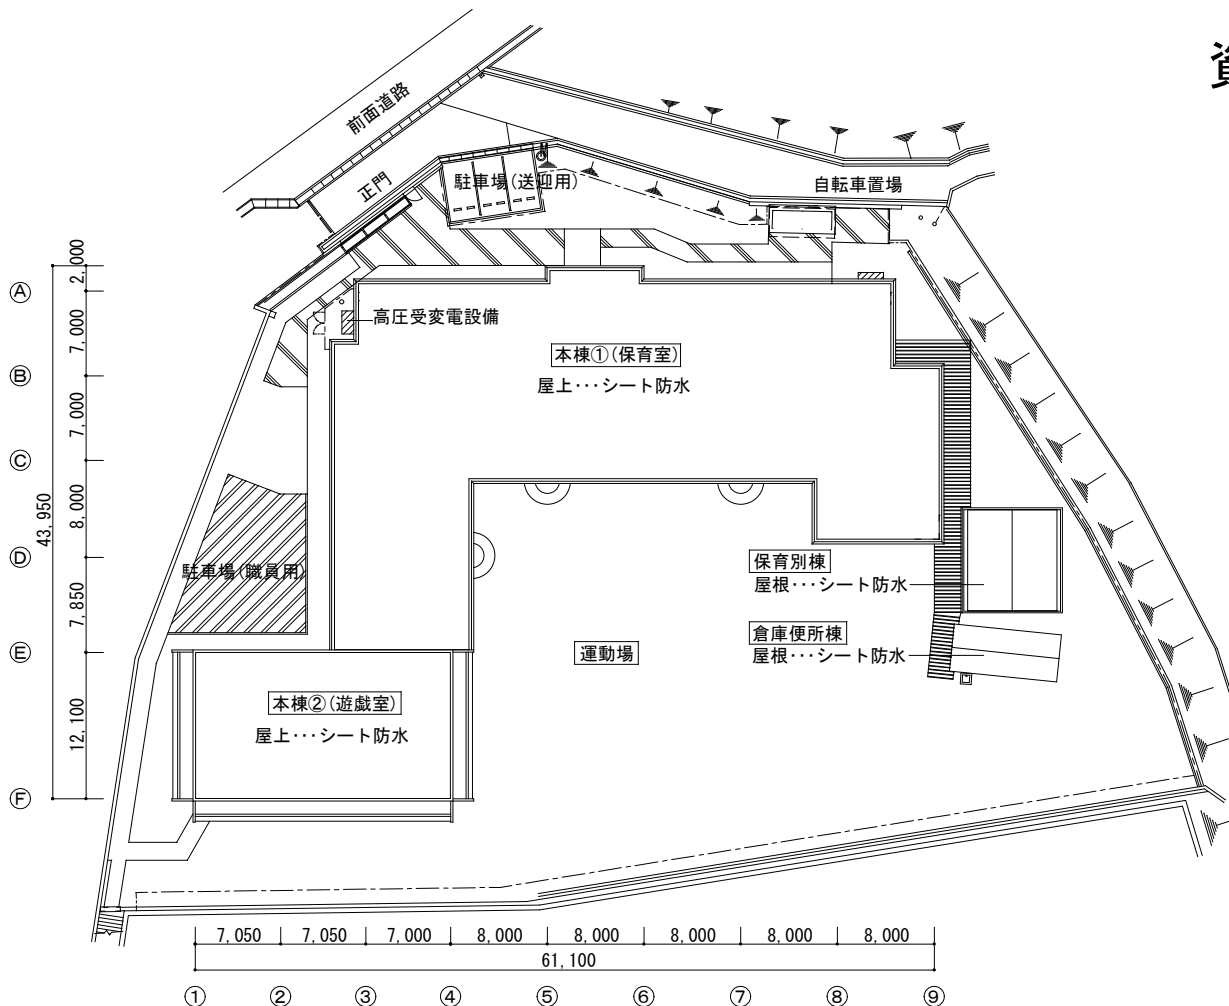 資
前面道路
正門
駐車場(送迎用)
自転車置場
高圧受変電設備
本棟①(保育室)
屋上･･･シート防水
駐車場(職員用)
保育別棟
屋根･･･シート防水
倉庫便所棟
屋根･･･シート防水
運動場
本棟②(遊戯室)
屋上･･･シート防水
Ⓐ
Ⓑ
Ⓒ
Ⓓ
Ⓔ
Ⓕ
2,000
7,000
7,000
8,000
7,850
12,100
43,950
7,050 7,050 7,000 8,000 8,000 8,000 8,000 8,000
61,100
① ② ③ ④ ⑤ ⑥ ⑦ ⑧ ⑨